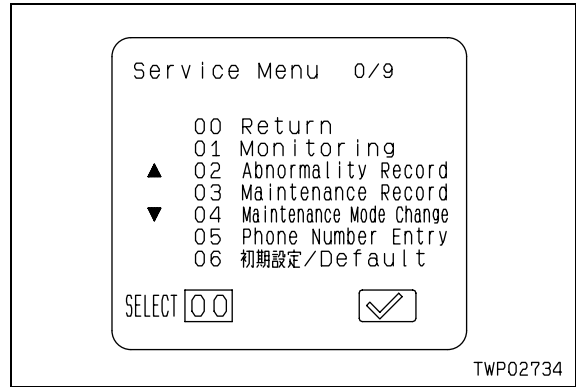 Service Menu 0/9
00 Return
01 Monitoring
▲ 02 Abnormality Record
03 Maintenance Record
▼ 04 Maintenance Mode Change
05 Phone Number Entry
06 初期設定/Default
SELECT 00
TWP02734